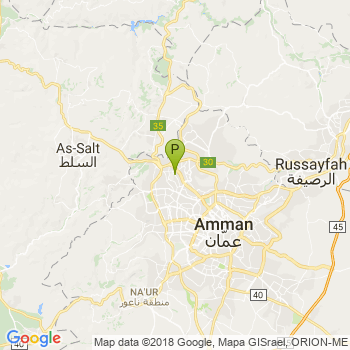 35
P
As-Salt
السلط
30
Russayfah
الرصيفة
Amman
عمان
45
NA'UR
منطقة ناعور
40
40
Google
Map data ©2018 Google, Mapa GISrael, ORION-ME